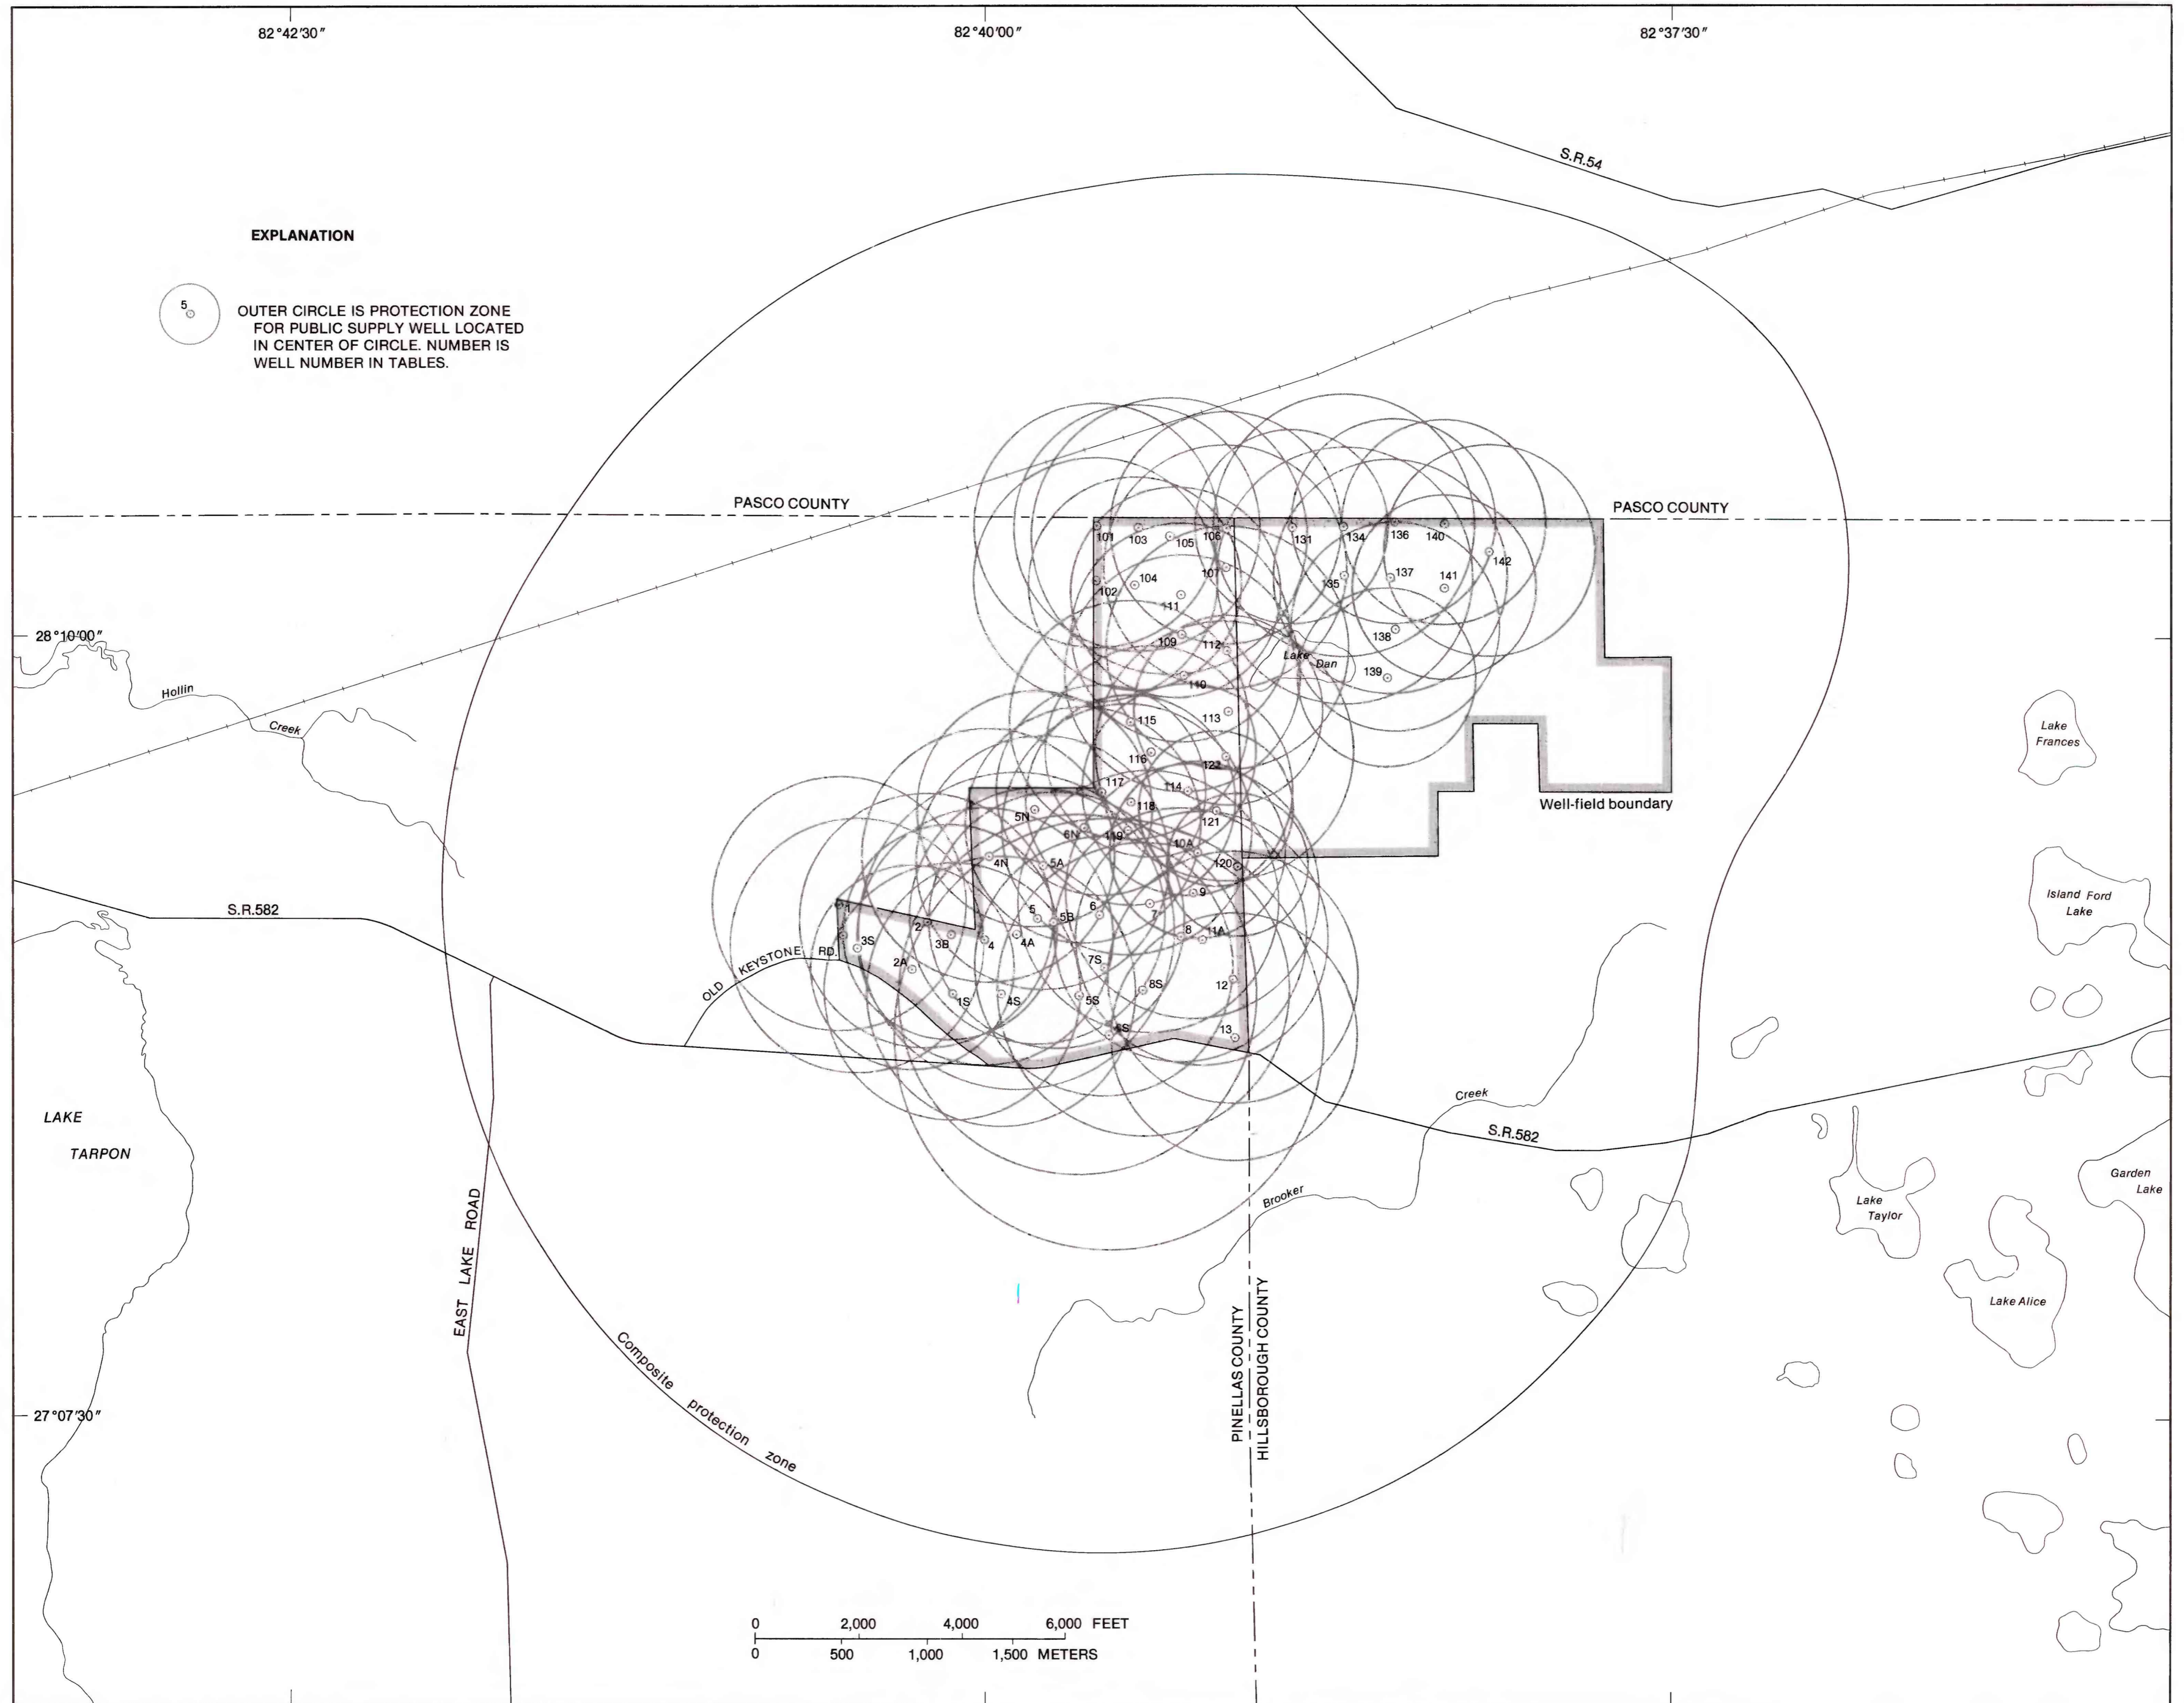 82°42'30"
82°40'00"
82°37'30"
S.R.54
EXPLANATION
5
OUTER CIRCLE IS PROTECTION ZONE
FOR PUBLIC SUPPLY WELL LOCATED
IN CENTER OF CIRCLE. NUMBER IS
WELL NUMBER IN TABLES.
PASCO COUNTY
PASCO COUNTY
101
103
105
106
131
134
136
140
142
107
104
102
111
135
137
141
28°10'00"
109
112
138
Lake
Dan
139
110
Hollin
Creek
113
115
116
122
Lake
Frances
117
114
118
Well-field boundary
5N
121
6N
119
10A
4N
5A
120
9
Island Ford
Lake
S.R.582
1
6
7
5
5B
2
3S
3B
4
4A
8
11A
OLD KEYSTONE RD.
2A
7S
12
8S
1S
4S
5S
6S
13
Creek
LAKE
TARPON
S.R.582
Garden
Lake
Brooker
Lake
Taylor
EAST LAKE ROAD
Lake Alice
PINELLAS COUNTY
HILLSBOROUGH COUNTY
Composite protection zone
27°07'30"
0 2,000 4,000 6,000 FEET
0 500 1,000 1,500 METERS